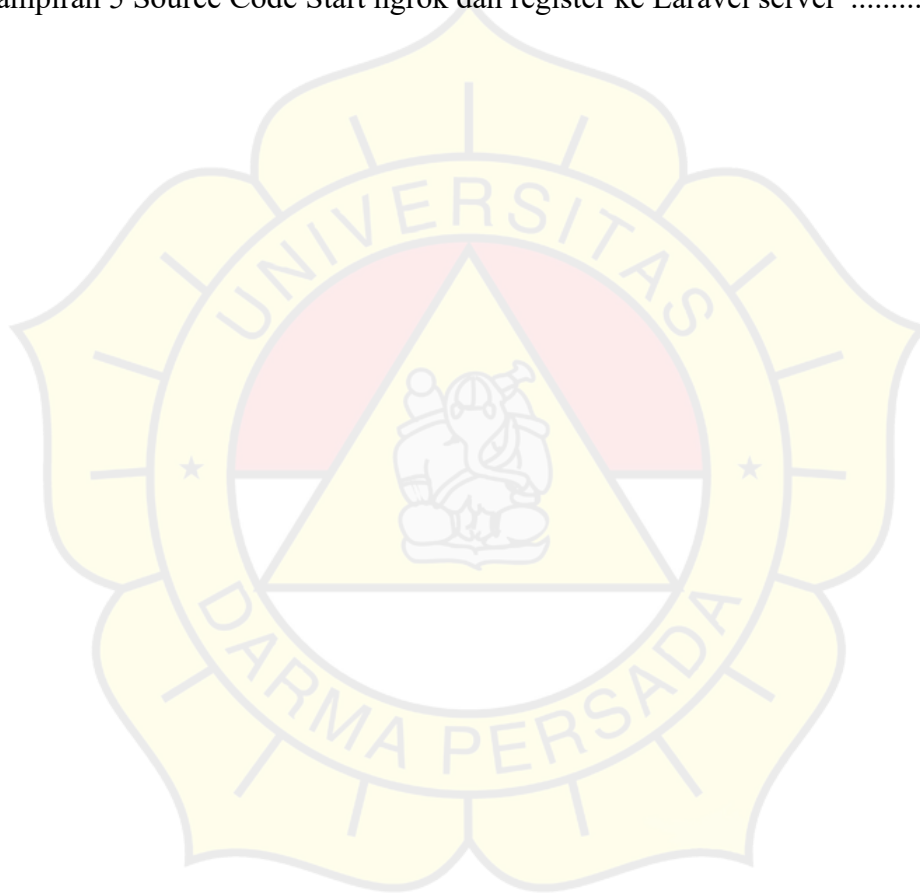 ampiran 5 Source Code Start ngrok dan register ke Laravel server .........
UNIVERSITAS
DARMA PERSADA